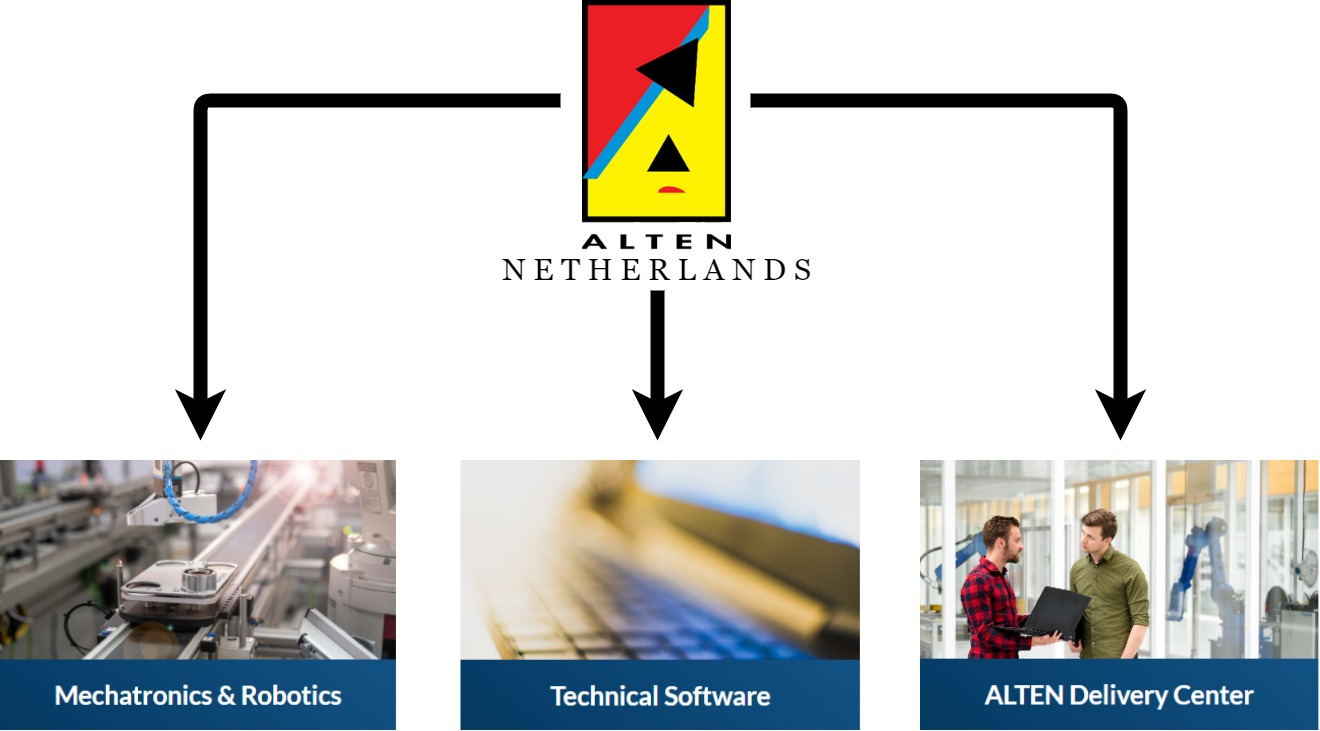 ALTEN
NETHERLANDS
Mechatronics & Robotics
Technical Software
ALTEN Delivery Center